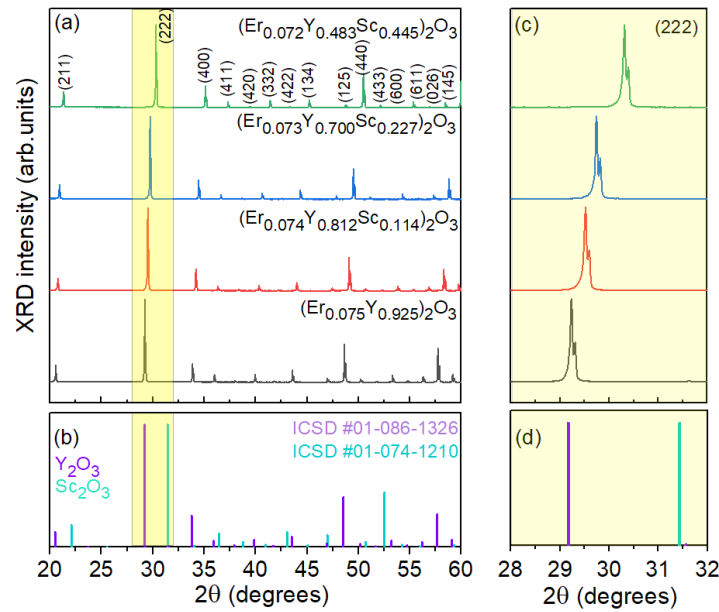 (a)
(Er0.072Y0.483Sc0.445)2O3
(211)
(222)
(400)
(411)
(420)
(332)
(422)
(134)
(125)
(440)
(433)
(600)
(611)
(026)
(145)
(Er0.073Y0.700Sc0.227)2O3
(Er0.074Y0.812Sc0.114)2O3
(Er0.075Y0.925)2O3
XRD intensity (arb.units)
(c)
(222)
(b)
ICSD #01-086-1326
ICSD #01-074-1210
Y2O3
Sc2O3
20 25 30 35 40 45 50 55 60
2θ (degrees)
(d)
28 29 30 31 32
2θ (degrees)